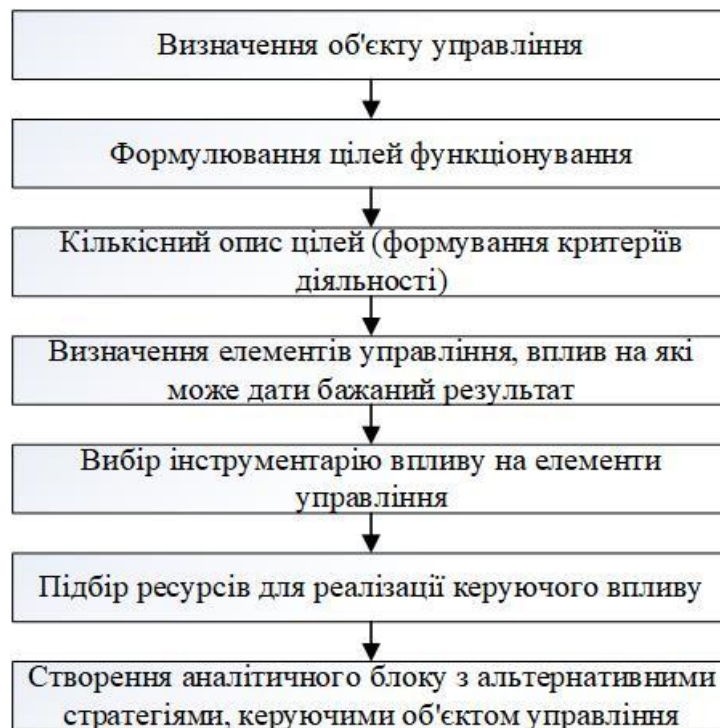 Визначення об'єкту управління
Формулювання цілей функціонування
Кількісний опис цілей (формування критеріїв
діяльності)
Визначення елементів управління, вплив на які
може дати бажаний результат
Вибір інструментарію впливу на елементи
управління
Підбір ресурсів для реалізації керуючого впливу
Створення аналітичного блоку з альтернативними
стратегіями, керуючими об'єктом управління